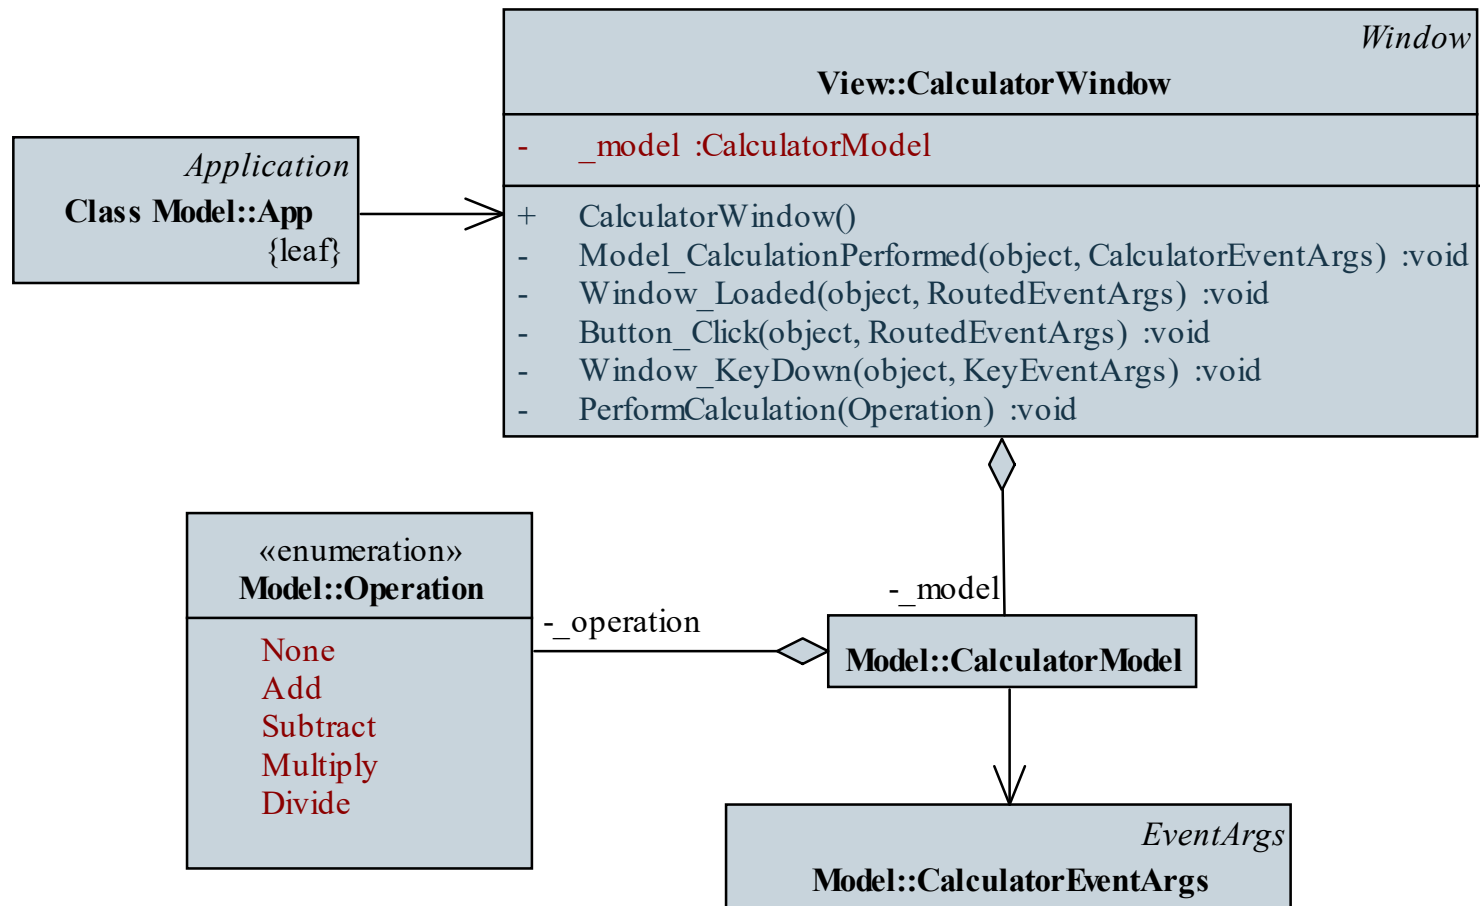 Window
View::CalculatorWindow
- _model :CalculatorModel
+ CalculatorWindow()
- Model_CalculationPerformed(object, CalculatorEventArgs) :void
- Window_Loaded(object, RoutedEventArgs) :void
- Button_Click(object, RoutedEventArgs) :void
- Window_KeyDown(object, KeyEventArgs) :void
- PerformCalculation(Operation) :void
Application
Class Model::App
{leaf}
«enumeration»
Model::Operation
None
Add
Subtract
Multiply
Divide
-_operation
-_model
Model::CalculatorModel
EventArgs
Model::CalculatorEventArgs